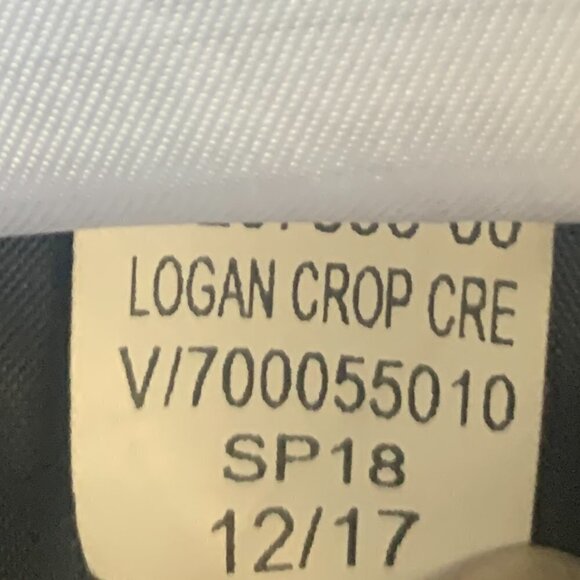 LOGAN CROP CRE
V/700055010
SP18
12/17